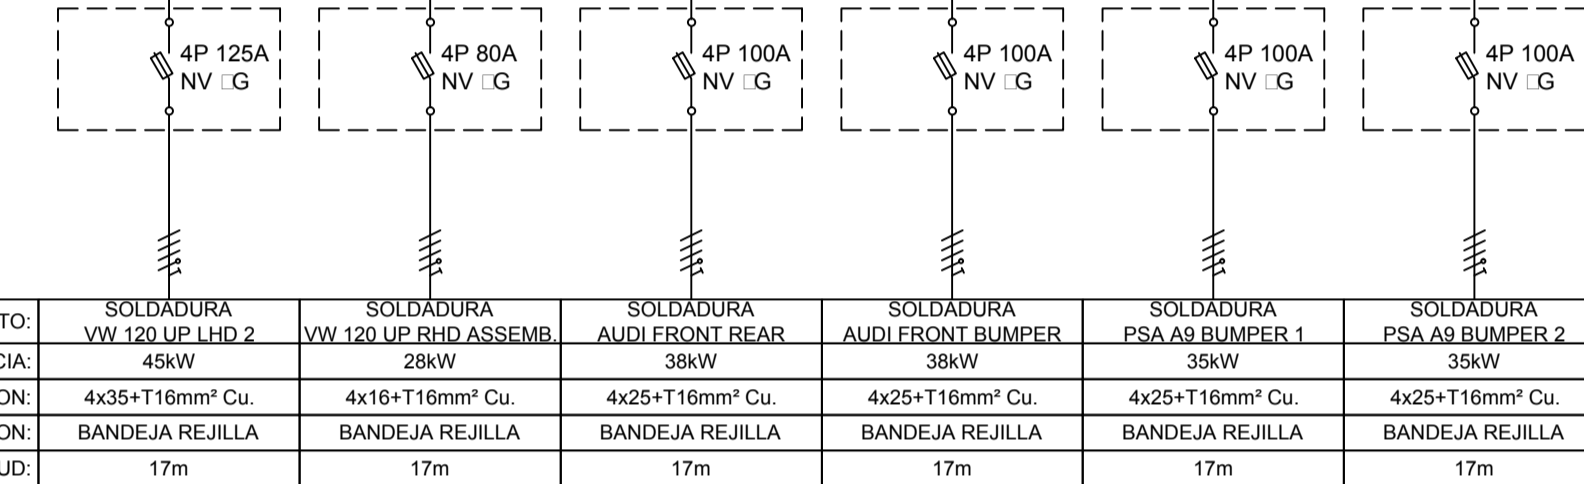 4P 125A
NV □G
4P 80A
NV □G
4P 100A
NV □G
4P 100A
NV □G
4P 100A
NV □G
4P 100A
NV □G
TO:
SOLDADURA
VW 120 UP LHD 2
SOLDADURA
VW 120 UP RHD ASSEMB.
SOLDADURA
AUDI FRONT REAR
SOLDADURA
AUDI FRONT BUMPER
SOLDADURA
PSA A9 BUMPER 1
SOLDADURA
PSA A9 BUMPER 2
CIA: 45kW 28kW 38kW 38kW 35kW 35kW
ON: 4x35+T16mm² Cu. 4x16+T16mm² Cu. 4x25+T16mm² Cu. 4x25+T16mm² Cu. 4x25+T16mm² Cu. 4x25+T16mm² Cu.
ON: BANDEJA REJILLA BANDEJA REJILLA BANDEJA REJILLA BANDEJA REJILLA BANDEJA REJILLA BANDEJA REJILLA
UD: 17m 17m 17m 17m 17m 17m